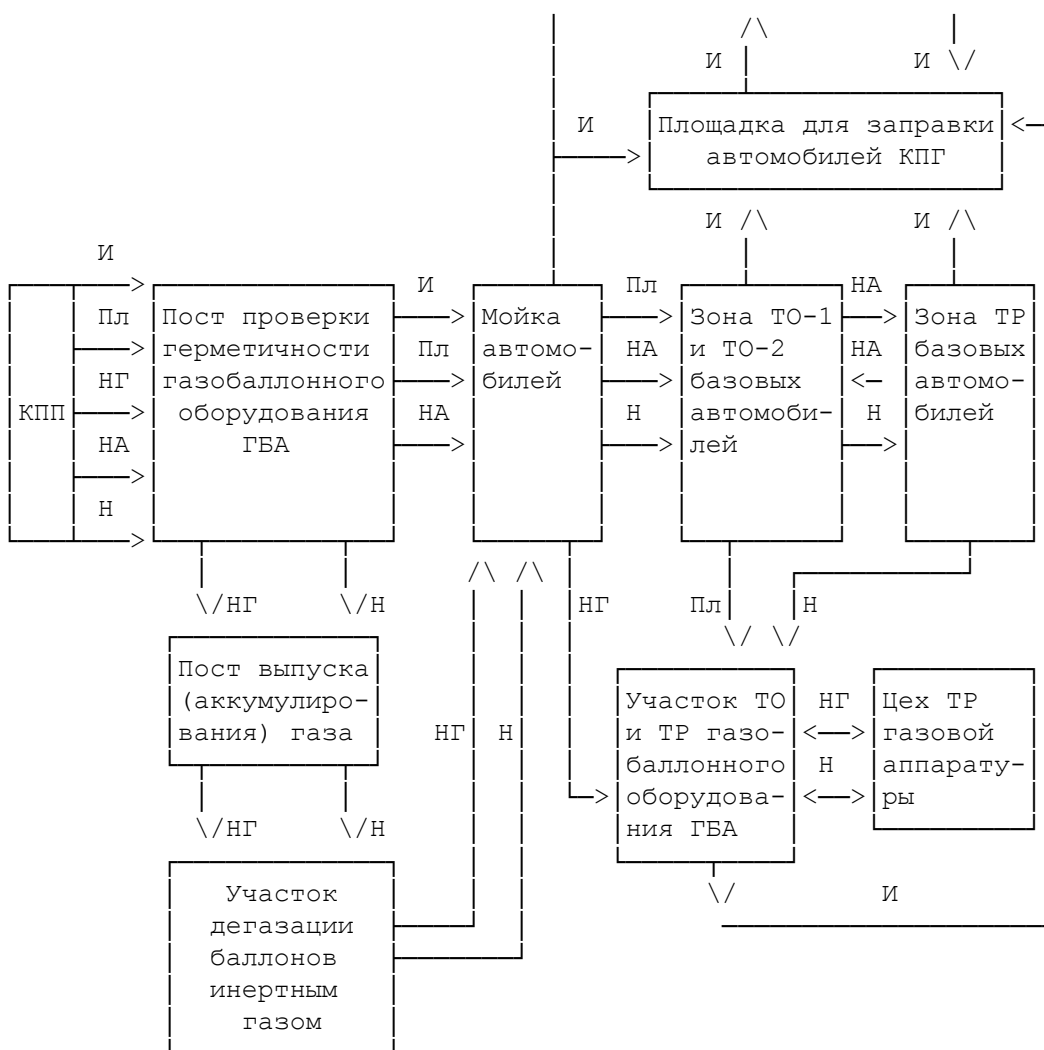 И И
И Площадка для заправки
автомобилей КПГ
И И
И
И Пл НА
Пл Пост проверки Мойка Зона ТО-1 Зона ТР
герметичности Пл автомо- НА и ТО-2 НА базовых
НГ газобаллонного билей базовых автомо-
КПП оборудования НА Н автомоби- Н билей
НА ГБА лей
Н
НГ Н НГ Пл Н
Пост выпуска
(аккумулиро- Участок ТО НГ Цех ТР
вания) газа НГ Н и ТР газо- газовой
баллонного Н аппарату-
оборудова- ры
НГ Н ния ГБА
Участок И
дегазации
баллонов
инертным
газом